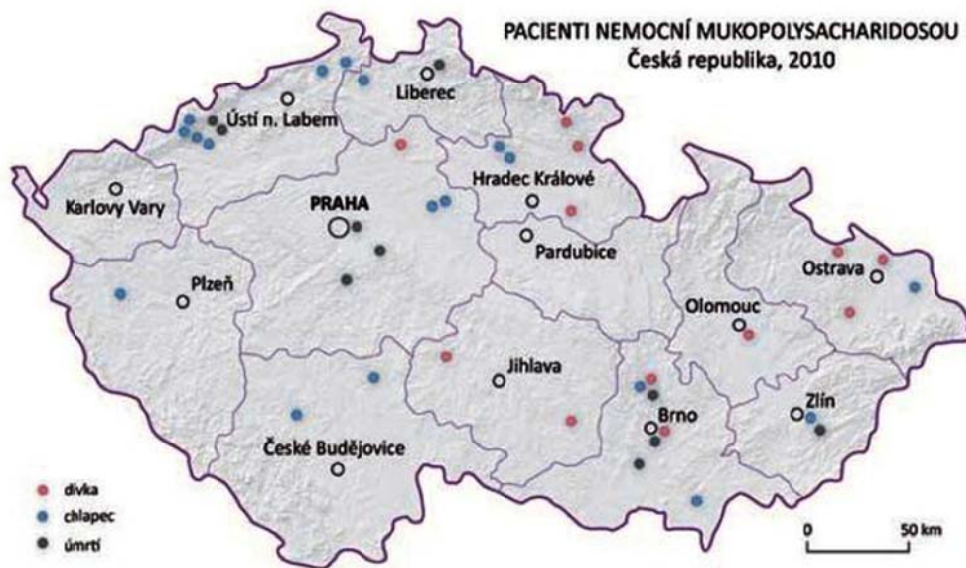 PACIENTI NEMOCNÍ MUKOPOLYSACHARIDOSOU
Česká republika, 2010
Liberec
Ústí n. Labem
Karlovy Vary
PRAHA
Hradec Králové
Pardubice
Plzeň
Ostrava
Olomouc
Jihlava
Zlín
Brno
České Budějovice
dívka
chlapec
úmrtí
0 50 km